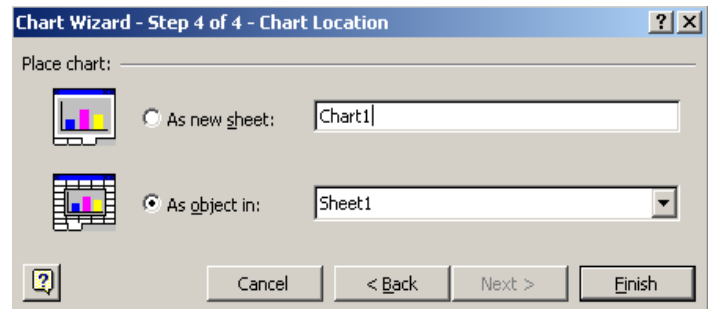 Chart Wizard - Step 4 of 4 - Chart Location
Place chart:
As new sheet: Chart1
As object in: Sheet1
Cancel < Back Next > Finish